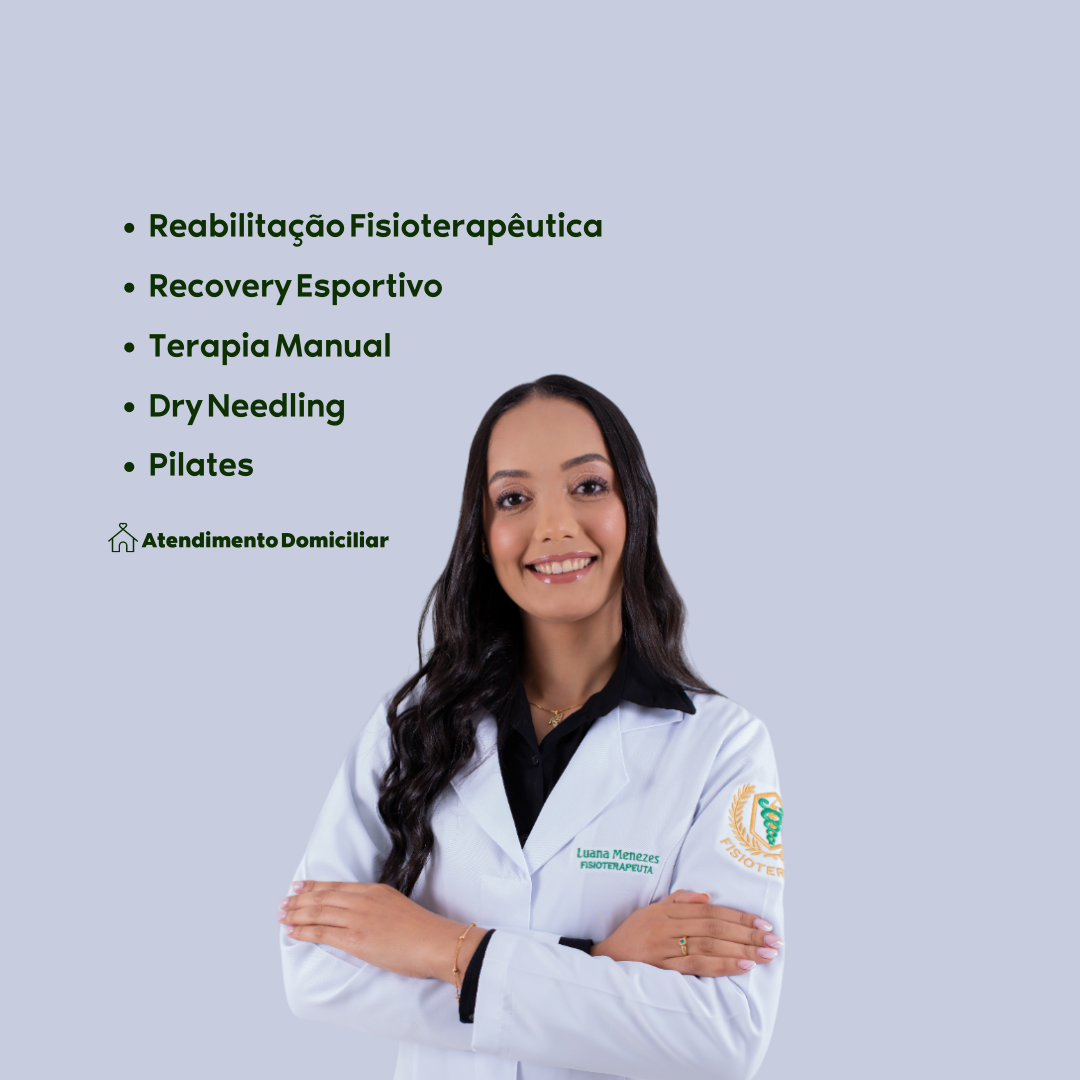 Reabilitação Fisioterapêutica
Recovery Esportivo
Terapia Manual
Dry Needling
Pilates
Atendimento Domiciliar
Luana Menezes
FISIOTERAPEUTA